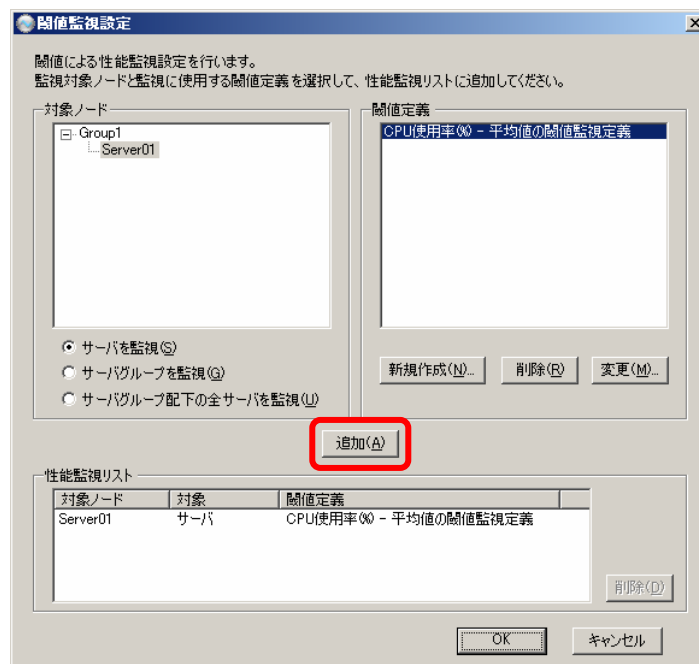 閾値監視設定
閾値による性能監視設定を行います。
監視対象ノードと監視に使用する閾値定義を選択して、性能監視リストに追加してください。
対象ノード
Group1
Server01
サーバを監視(S)
サーバグループを監視(G)
サーバグループ配下の全サーバを監視(U)
閾値定義
CPU使用率(%) - 平均値の閾値監視定義
新規作成(N)... 削除(R) 変更(M)...
追加(A)
性能監視リスト
対象ノード 対象 閾値定義
Server01 サーバ CPU使用率(%) - 平均値の閾値監視定義
削除(D)
OK キャンセル